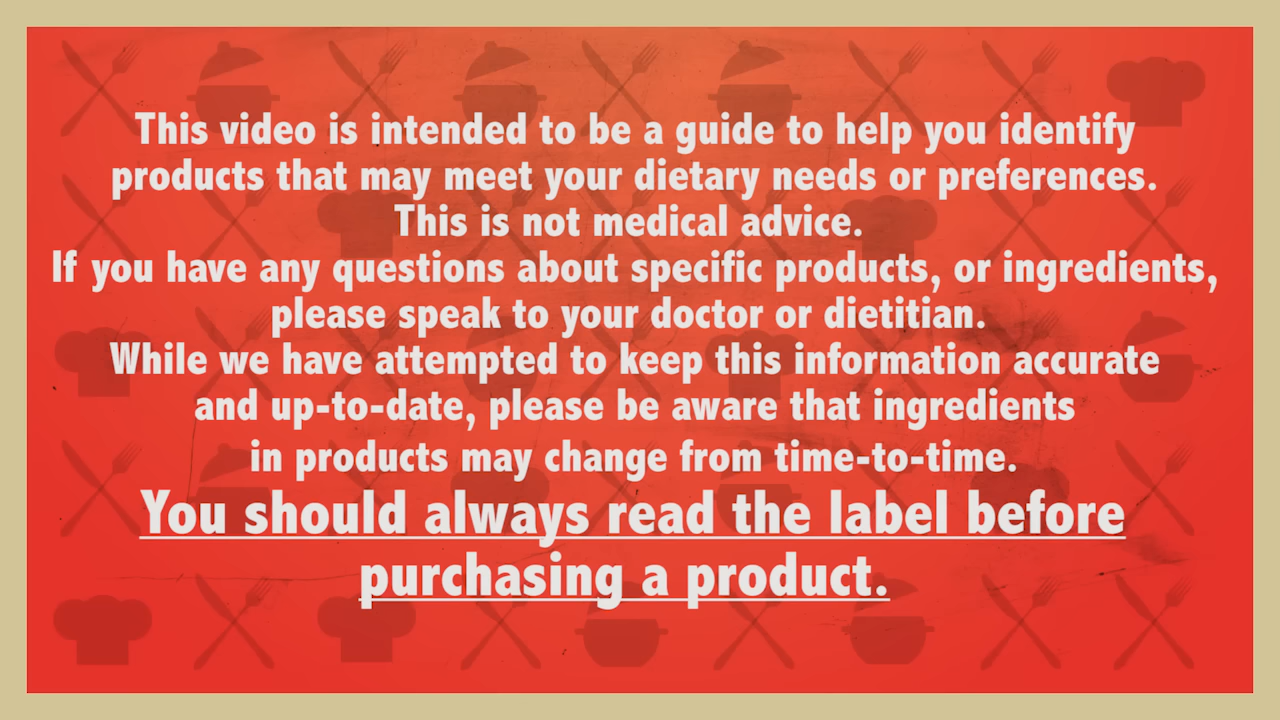 This video is intended to be a guide to help you identify
products that may meet your dietary needs or preferences.
This is not medical advice.
If you have any questions about specific products, or ingredients,
please speak to your doctor or dietitian.
While we have attempted to keep this information accurate
and up-to-date, please be aware that ingredients
in products may change from time-to-time.
You should always read the label before
purchasing a product.